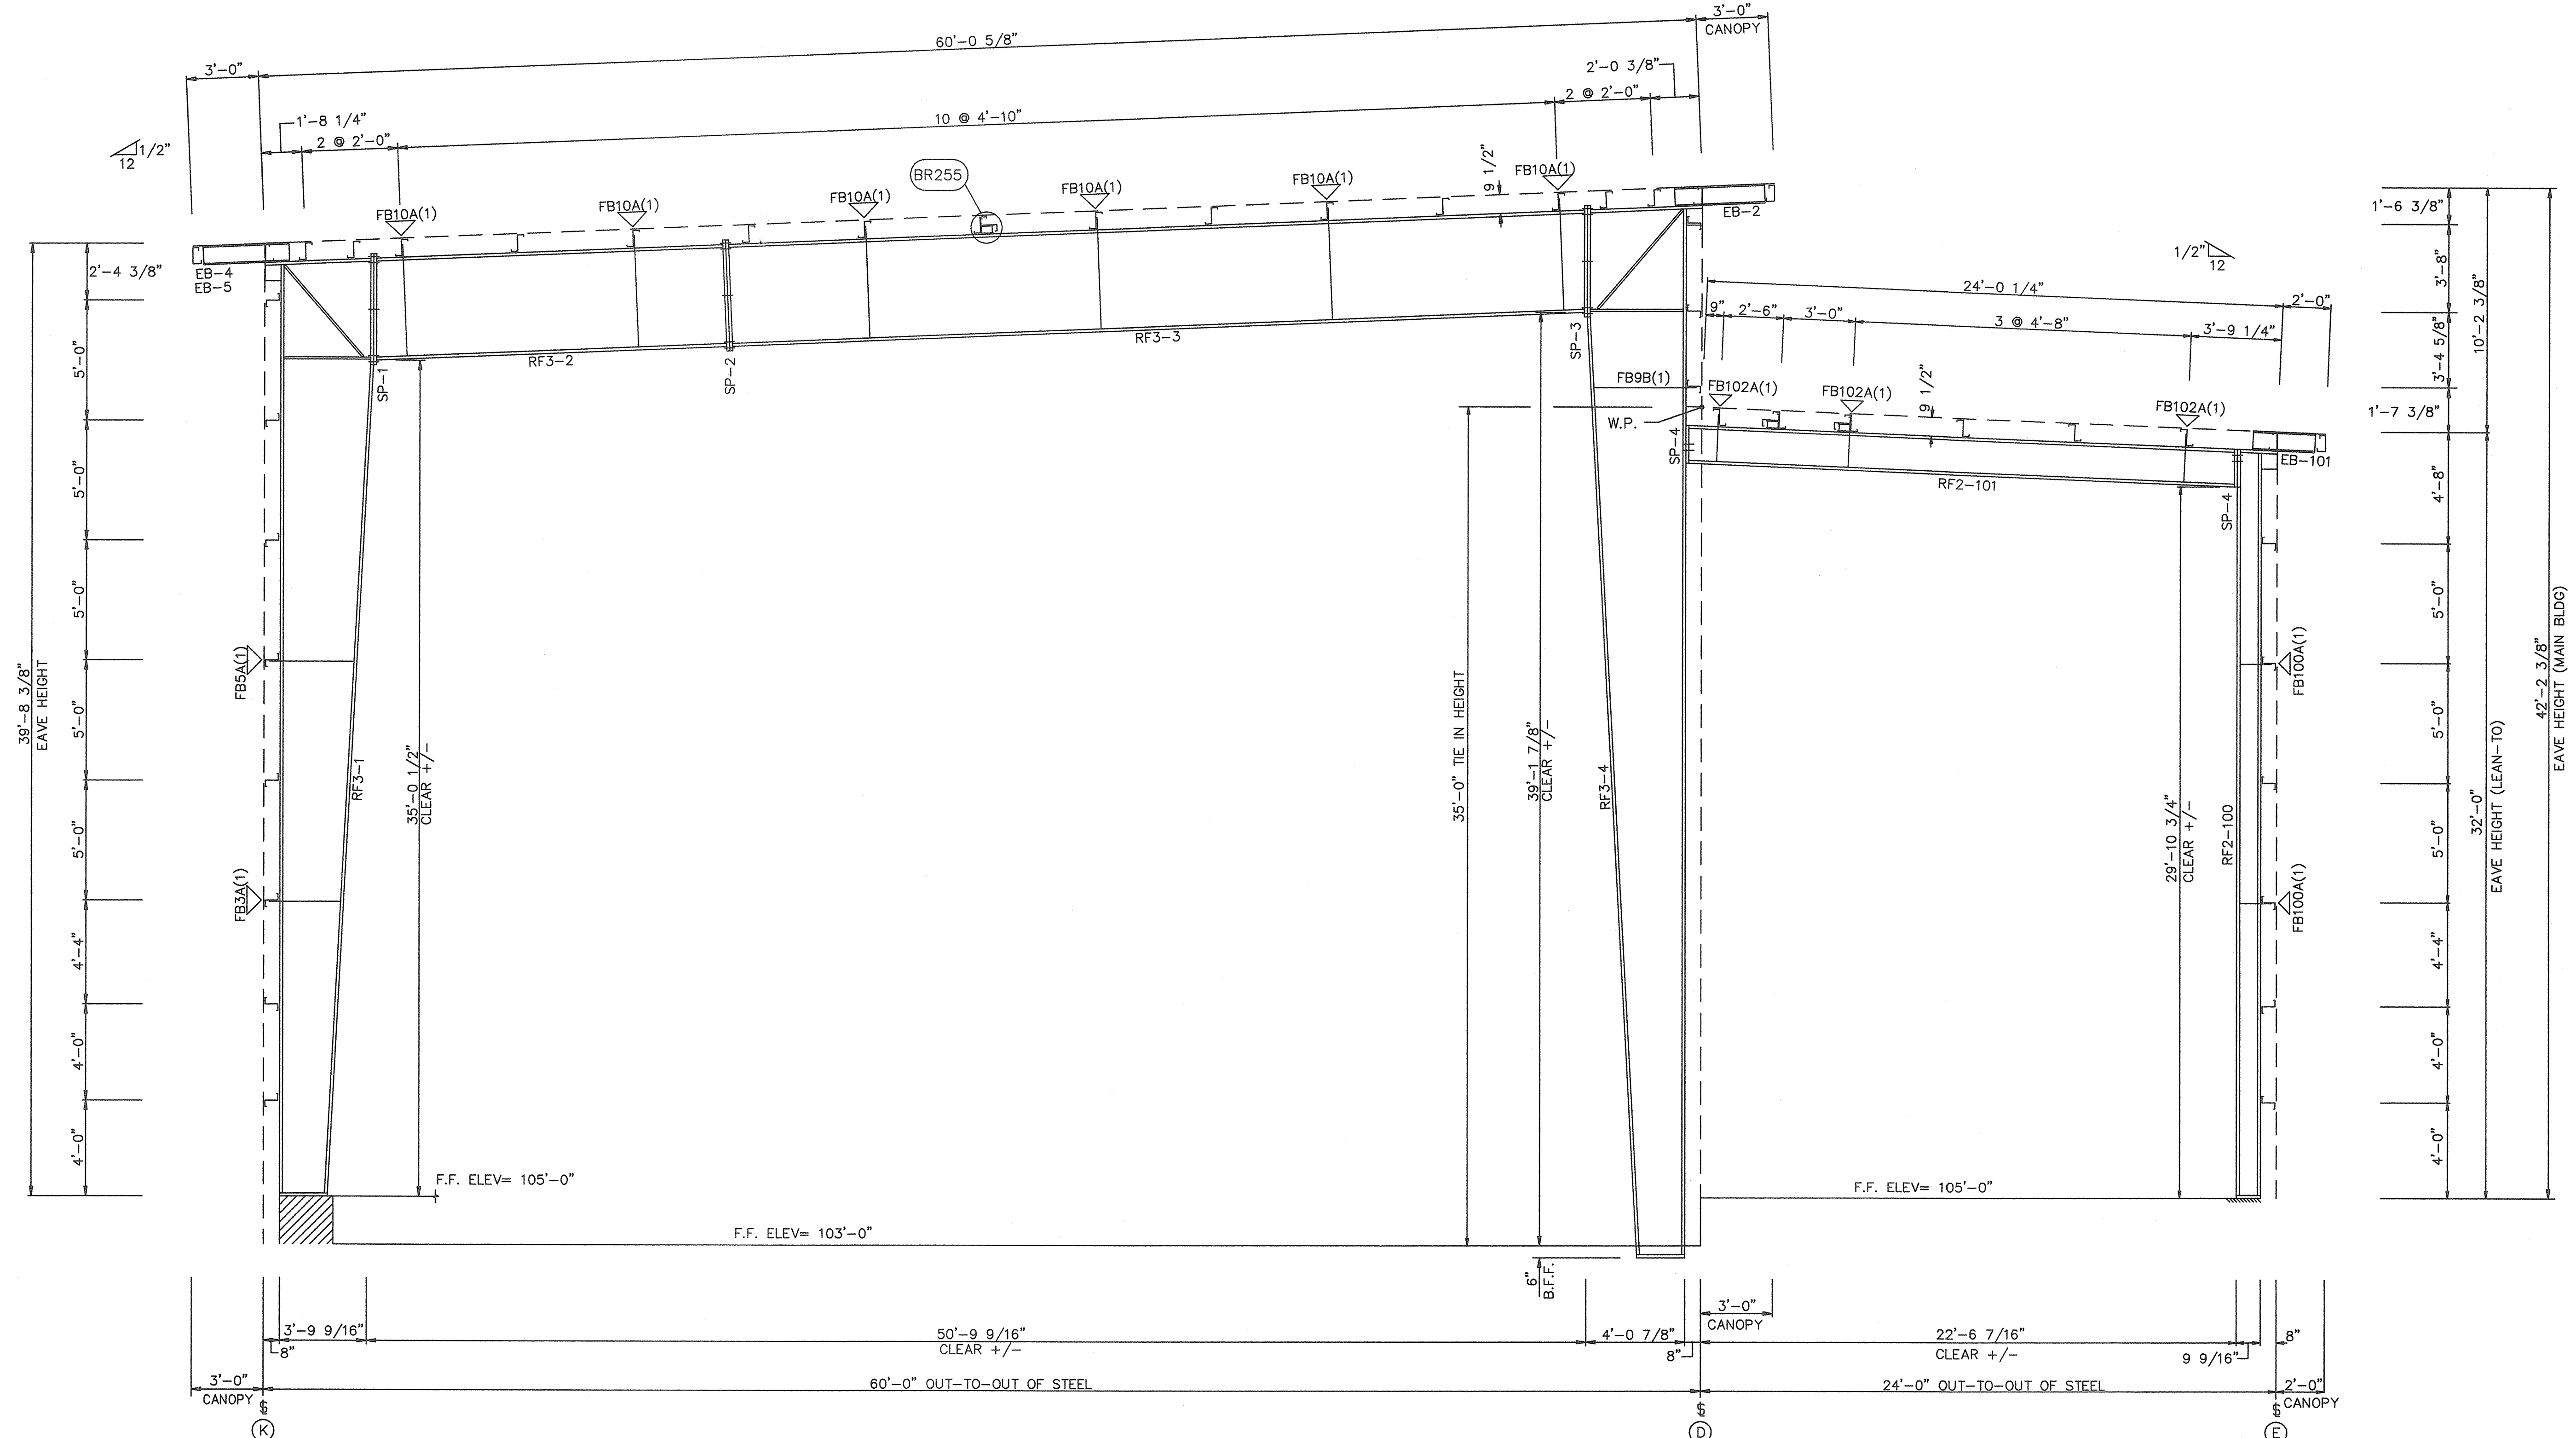 3'-0"
CANOPY
60'-0 5/8"
3'-0"
2'-0 3/8"
2 @ 2'-0"
10 @ 4'-10"
1'-8 1/4"
2 @ 2'-0"
1/2"
12
BR255
9 1/2"
FB10A(1)
FB10A(1)
FB10A(1)
FB10A(1)
FB10A(1)
FB10A(1)
EB-2
1'-6 3/8"
EB-4
EB-5
2'-4 3/8"
1/2"
12
3'-8"
10'-2 3/8"
24'-0 1/4"
2'-0"
9"
2'-6"
3'-0"
3 @ 4'-8"
3'-9 1/4"
3'-4 5/8"
RF3-2
RF3-3
SP-1
SP-2
SP-3
5'-0"
FB9B(1)
FB102A(1)
FB102A(1)
9 1/2"
FB102A(1)
1'-7 3/8"
W.P.
SP-4
EB-101
RF2-101
SP-4
4'-8"
5'-0"
5'-0"
5'-0"
FB5A(1)
FB100A(1)
39'-8 3/8"
EAVE HEIGHT
5'-0"
RF3-1
35'-0 1/2"
CLEAR +/-
35'-0" TIE IN HEIGHT
39'-1 7/8"
CLEAR +/-
RF3-4
29'-10 3/4"
CLEAR +/-
RF2-100
5'-0"
32'-0"
EAVE HEIGHT (LEAN-TO)
42'-2 3/8"
EAVE HEIGHT (MAIN BLDG)
5'-0"
5'-0"
FB3A(1)
FB100A(1)
4'-4"
4'-4"
4'-0"
4'-0"
4'-0"
4'-0"
F.F. ELEV= 105'-0"
F.F. ELEV= 105'-0"
F.F. ELEV= 103'-0"
6"
B.F.F.
3'-0"
CANOPY
3'-9 9/16"
50'-9 9/16"
CLEAR +/-
4'-0 7/8"
22'-6 7/16"
CLEAR +/-
8"
8"
8"
9 9/16"
3'-0"
CANOPY
60'-0" OUT-TO-OUT OF STEEL
24'-0" OUT-TO-OUT OF STEEL
2'-0"
CANOPY
K
D
E